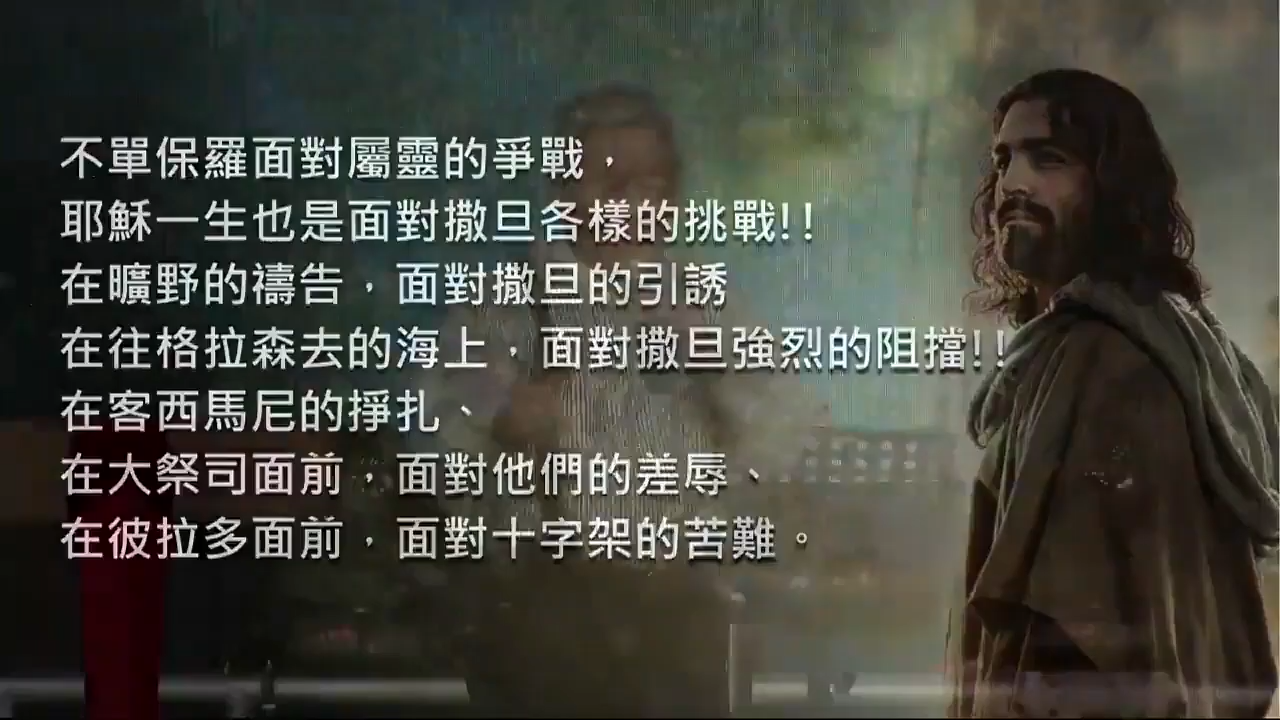 不單保羅面對屬靈的爭戰，
耶穌一生也是面對撒旦各樣的挑戰!!
在曠野的禱告，面對撒旦的引誘
在往格拉森去的海上，面對撒旦強烈的阻擋!!
在客西馬尼的掙扎、
在大祭司面前，面對他們的羞辱、
在彼拉多面前，面對十字架的苦難。